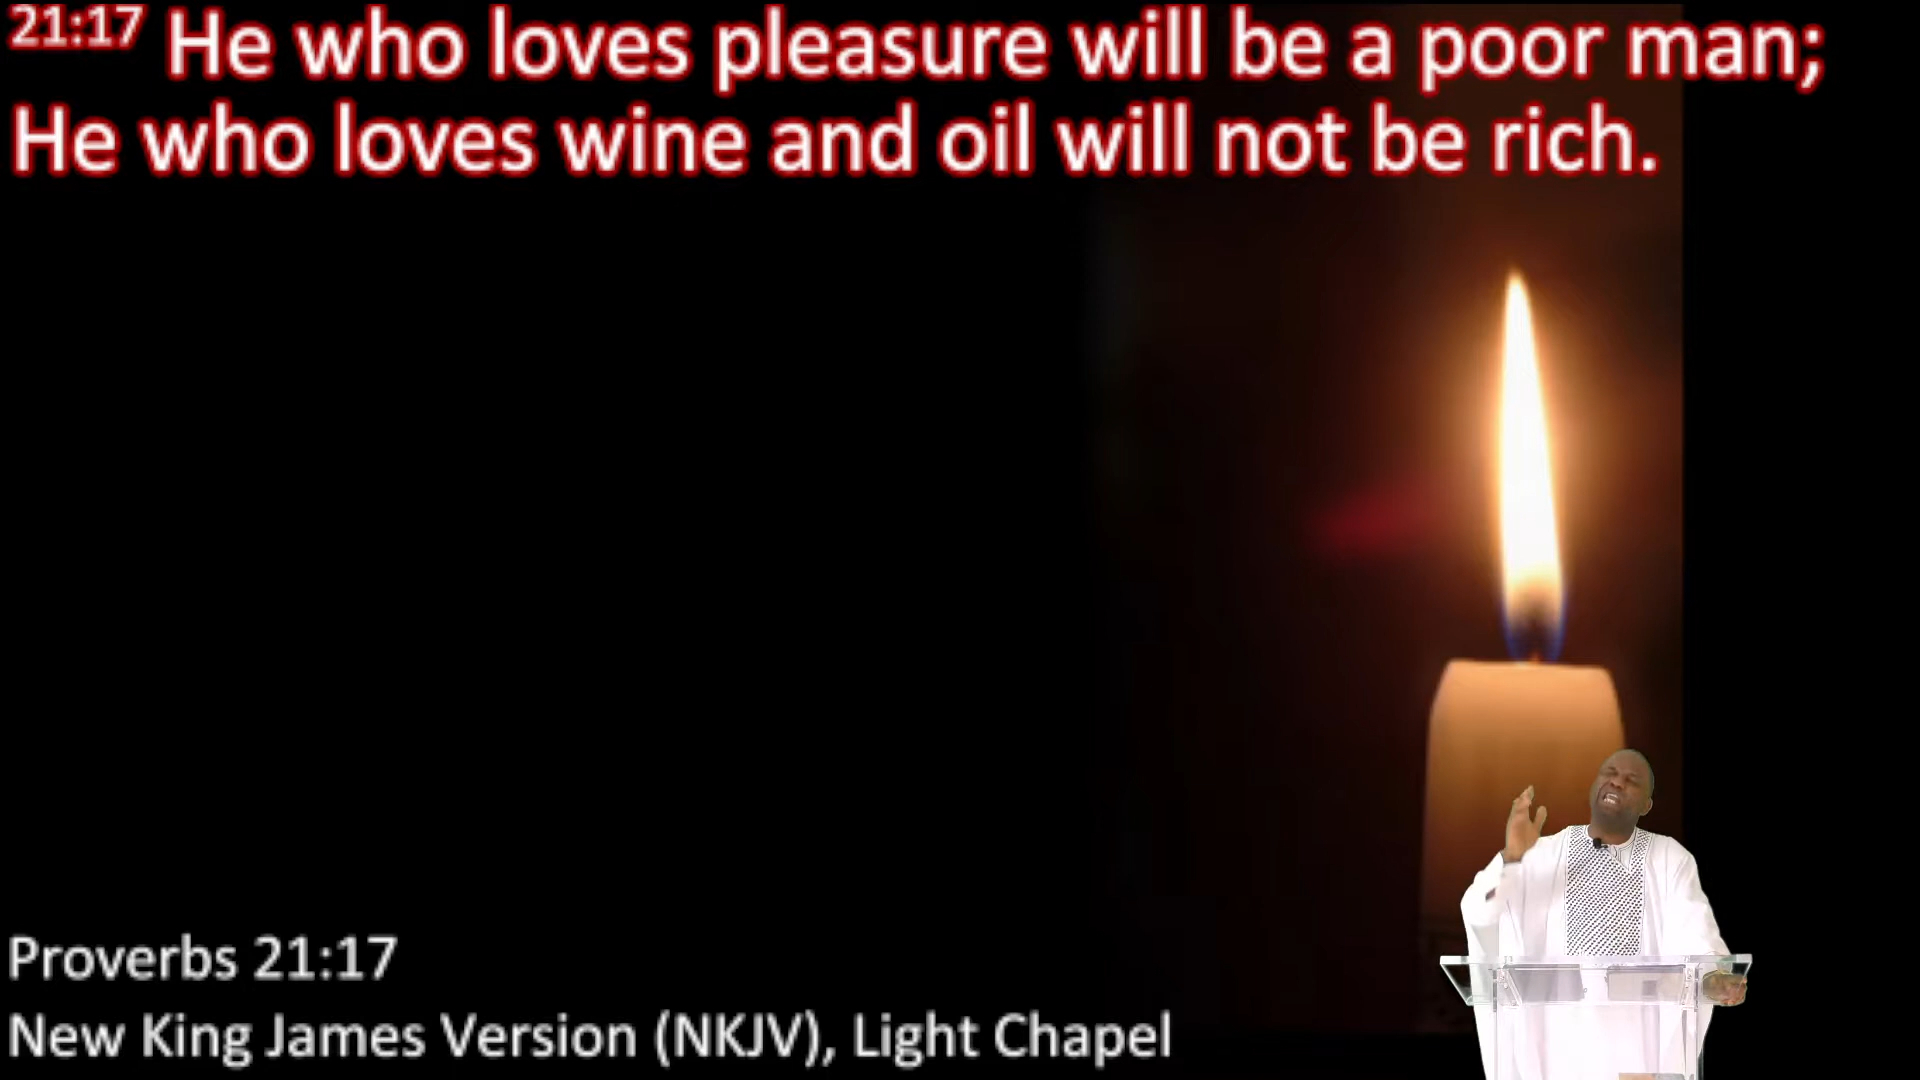 21:17 He who loves pleasure will be a poor man;
He who loves wine and oil will not be rich.
Proverbs 21:17
New King James Version (NKJV), Light Chapel